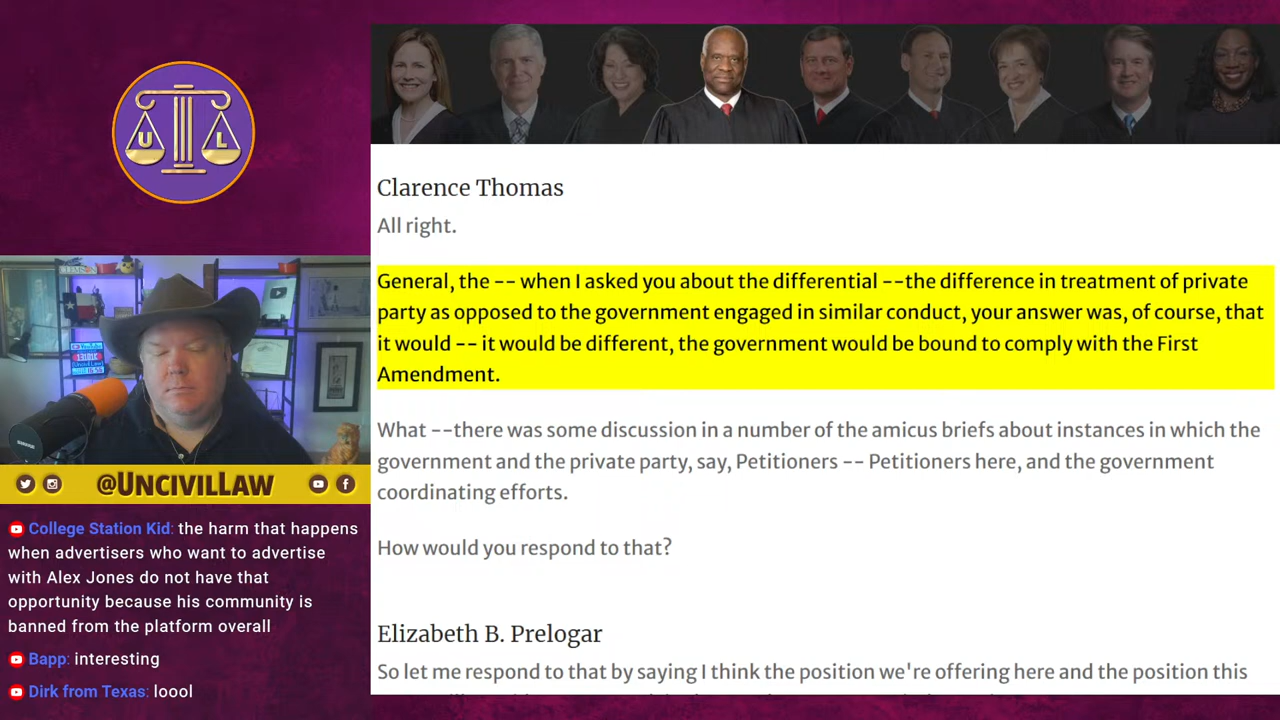 U L
Clarence Thomas
All right.
General, the -- when I asked you about the differential --the difference in treatment of private
party as opposed to the government engaged in similar conduct, your answer was, of course, that
it would -- it would be different, the government would be bound to comply with the First
Amendment.
What --there was some discussion in a number of the amicus briefs about instances in which the
government and the private party, say, Petitioners -- Petitioners here, and the government
coordinating efforts.
How would you respond to that?
Elizabeth B. Prelogar
So let me respond to that by saying I think the position we're offering here and the position this
@UNCIVILLAW
College Station Kid: the harm that happens
when advertisers who want to advertise
with Alex Jones do not have that
opportunity because his community is
banned from the platform overall
Bapp: interesting
Dirk from Texas: loool